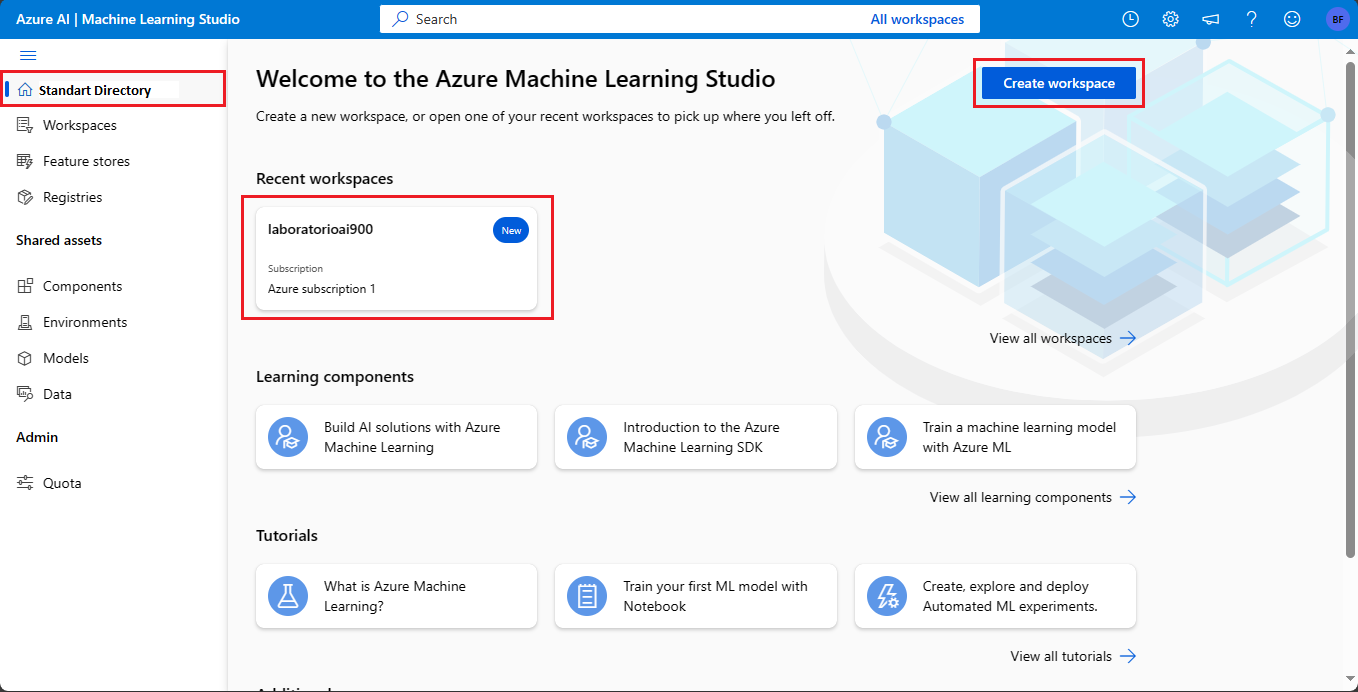 Azure AI | Machine Learning Studio
Search
All workspaces
BF
Standart Directory
Workspaces
Feature stores
Registries
Shared assets
Components
Environments
Models
Data
Admin
Quota
Welcome to the Azure Machine Learning Studio
Create workspace
Create a new workspace, or open one of your recent workspaces to pick up where you left off.
Recent workspaces
laboratorioai900
New
Subscription
Azure subscription 1
View all workspaces
Learning components
Build AI solutions with Azure
Machine Learning
Introduction to the Azure
Machine Learning SDK
Train a machine learning model
with Azure ML
View all learning components
Tutorials
What is Azure Machine
Learning?
Train your first ML model with
Notebook
Create, explore and deploy
Automated ML experiments.
View all tutorials